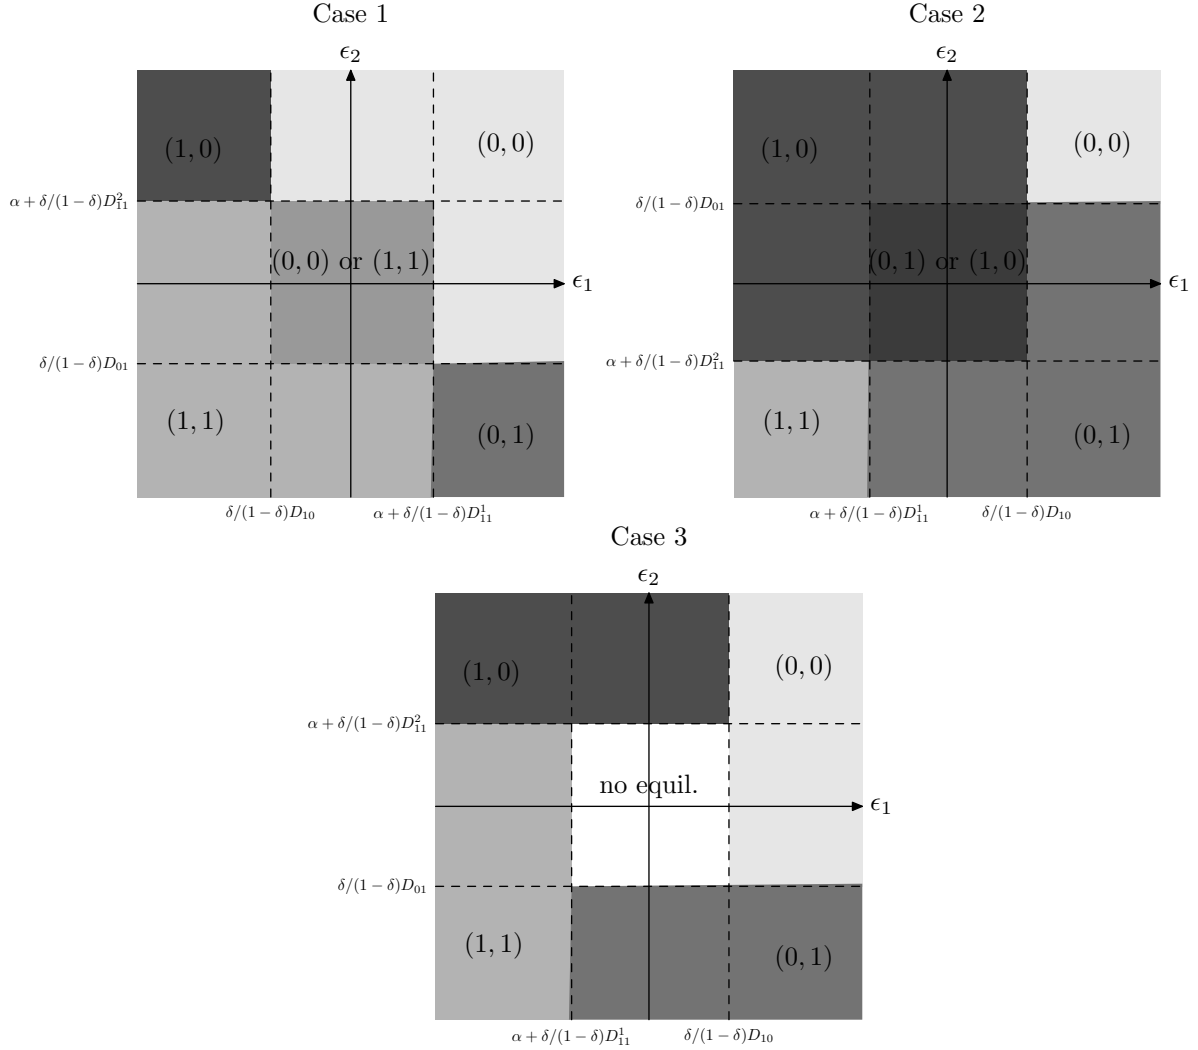 Case 1
ϵ₂
(1, 0)
(0, 0)
α + δ/(1 − δ)D²₁₁
(0, 0) or (1, 1)
ϵ₁
δ/(1 − δ)D₀₁
(1, 1)
(0, 1)
δ/(1 − δ)D₁₀
α + δ/(1 − δ)D¹₁₁
Case 2
ϵ₂
(1, 0)
(0, 0)
δ/(1 − δ)D₀₁
(0, 1) or (1, 0)
ϵ₁
α + δ/(1 − δ)D²₁₁
(1, 1)
(0, 1)
α + δ/(1 − δ)D¹₁₁
δ/(1 − δ)D₁₀
Case 3
ϵ₂
(1, 0)
(0, 0)
α + δ/(1 − δ)D²₁₁
no equil.
ϵ₁
δ/(1 − δ)D₀₁
(1, 1)
(0, 1)
α + δ/(1 − δ)D¹₁₁
δ/(1 − δ)D₁₀